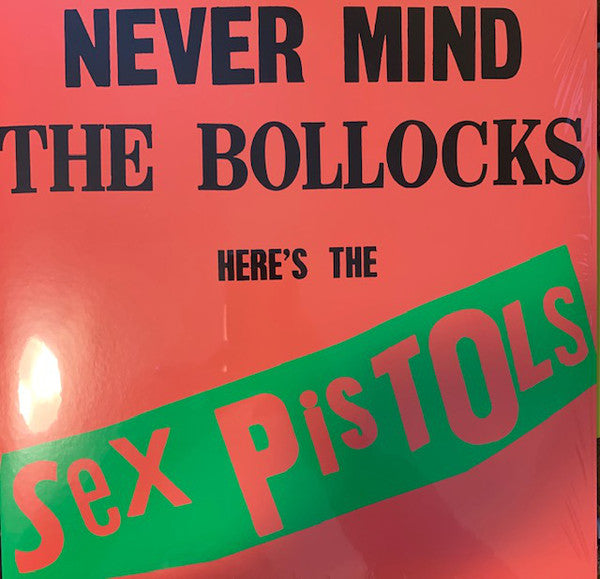 NEVER MIND
THE BOLLOCKS
HERE'S THE
Sex PisTOLS